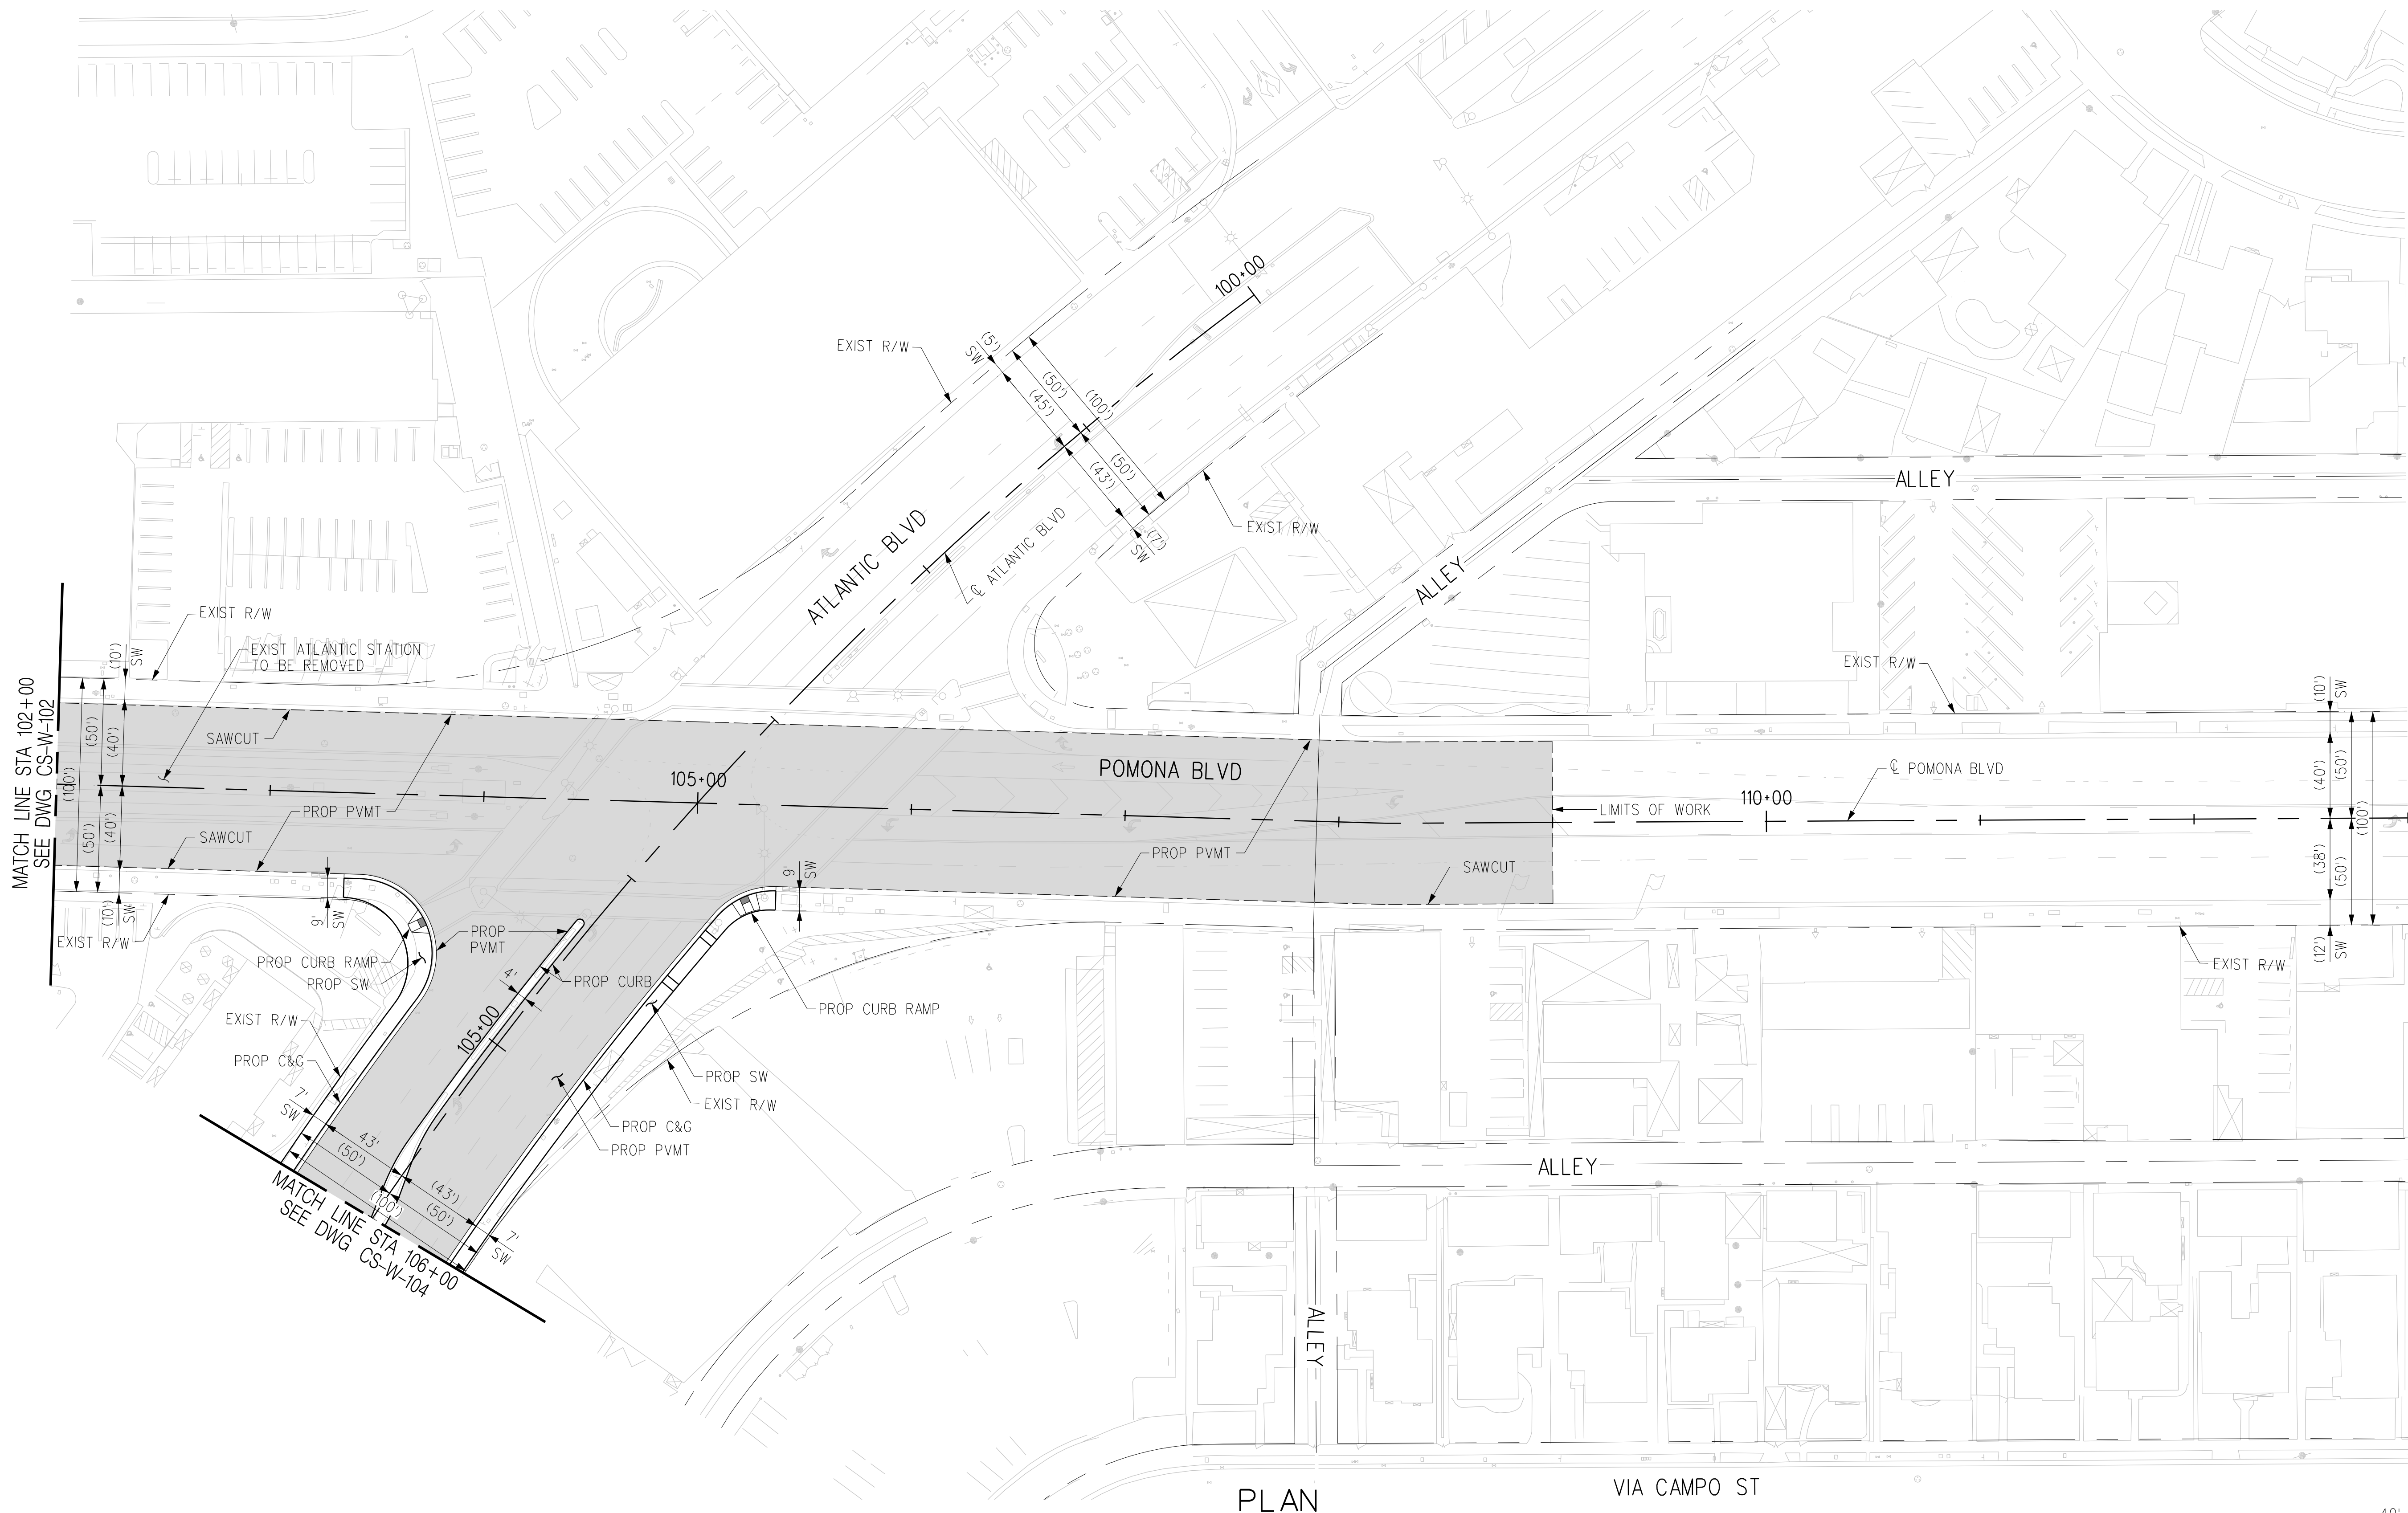 100+00
(5')
SW
EXIST R/W
(50')
(100')
(45')
(50')
(43')
EXIST R/W
(7')
SW
ATLANTIC BLVD
℄ ATLANTIC BLVD
ALLEY
ALLEY
EXIST R/W
EXIST ATLANTIC STATION
TO BE REMOVED
(10')
SW
MATCH LINE STA 102+00
SEE DWG CS-W-102
(50')
(40')
(100')
(50')
(40')
(10')
SW
SAWCUT
PROP PVMT
SAWCUT
EXIST R/W
105+00
POMONA BLVD
PROP PVMT
SAWCUT
LIMITS OF WORK
110+00
℄ POMONA BLVD
EXIST R/W
(10')
SW
(40')
(50')
(100')
(38')
(50')
(12')
SW
EXIST R/W
9'
SW
9'
SW
PROP
PVMT
PROP CURB RAMP
PROP SW
4'
PROP CURB
PROP CURB RAMP
105+00
EXIST R/W
PROP C&G
PROP SW
EXIST R/W
PROP C&G
PROP PVMT
7'
SW
43'
(50')
(100')
(43')
(50')
7'
SW
MATCH LINE STA 106+00
SEE DWG CS-W-104
ALLEY
ALLEY
VIA CAMPO ST
PLAN